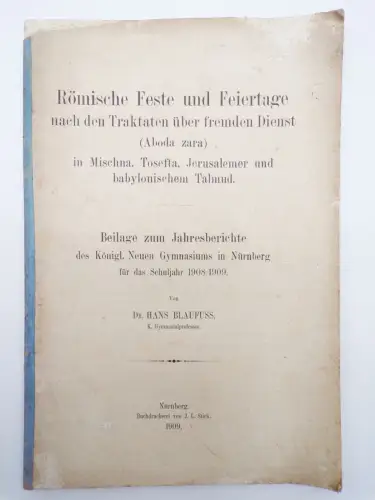 Römische Feste und Feiertage
nach den Traktaten über fremden Dienst
(Aboda zara)
in Mischna, Tosefta, Jerusalemer und
babylonischem Talmud.
Beilage zum Jahresberichte
des Königl. Neuen Gymnasiums in Nürnberg
für das Schuljahr 1908/1909.
Von
Dr. HANS BLAUFUSS,
K. Gymnasialprofessor.
Nürnberg.
Buchdruckerei von J. L. Stich.
1909.